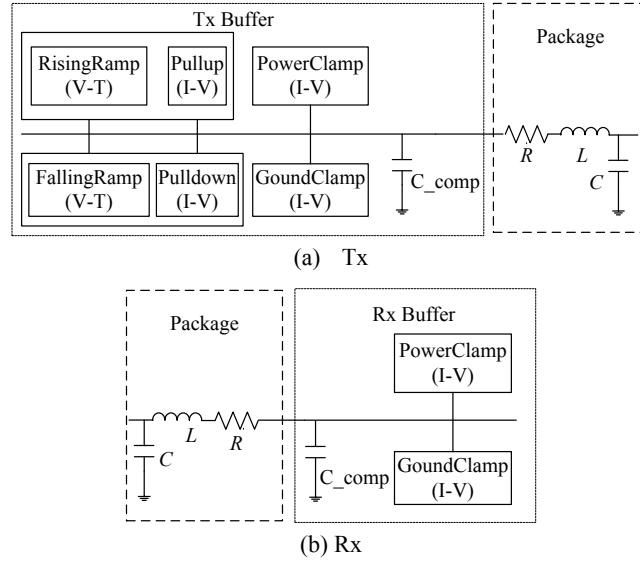 Tx Buffer
Package
RisingRamp
(V-T)
Pullup
(I-V)
PowerClamp
(I-V)
FallingRamp
(V-T)
Pulldown
(I-V)
GoundClamp
(I-V)
C_comp
R
L
C
(a) Tx
Package
Rx Buffer
PowerClamp
(I-V)
L
R
C
C_comp
GoundClamp
(I-V)
(b) Rx